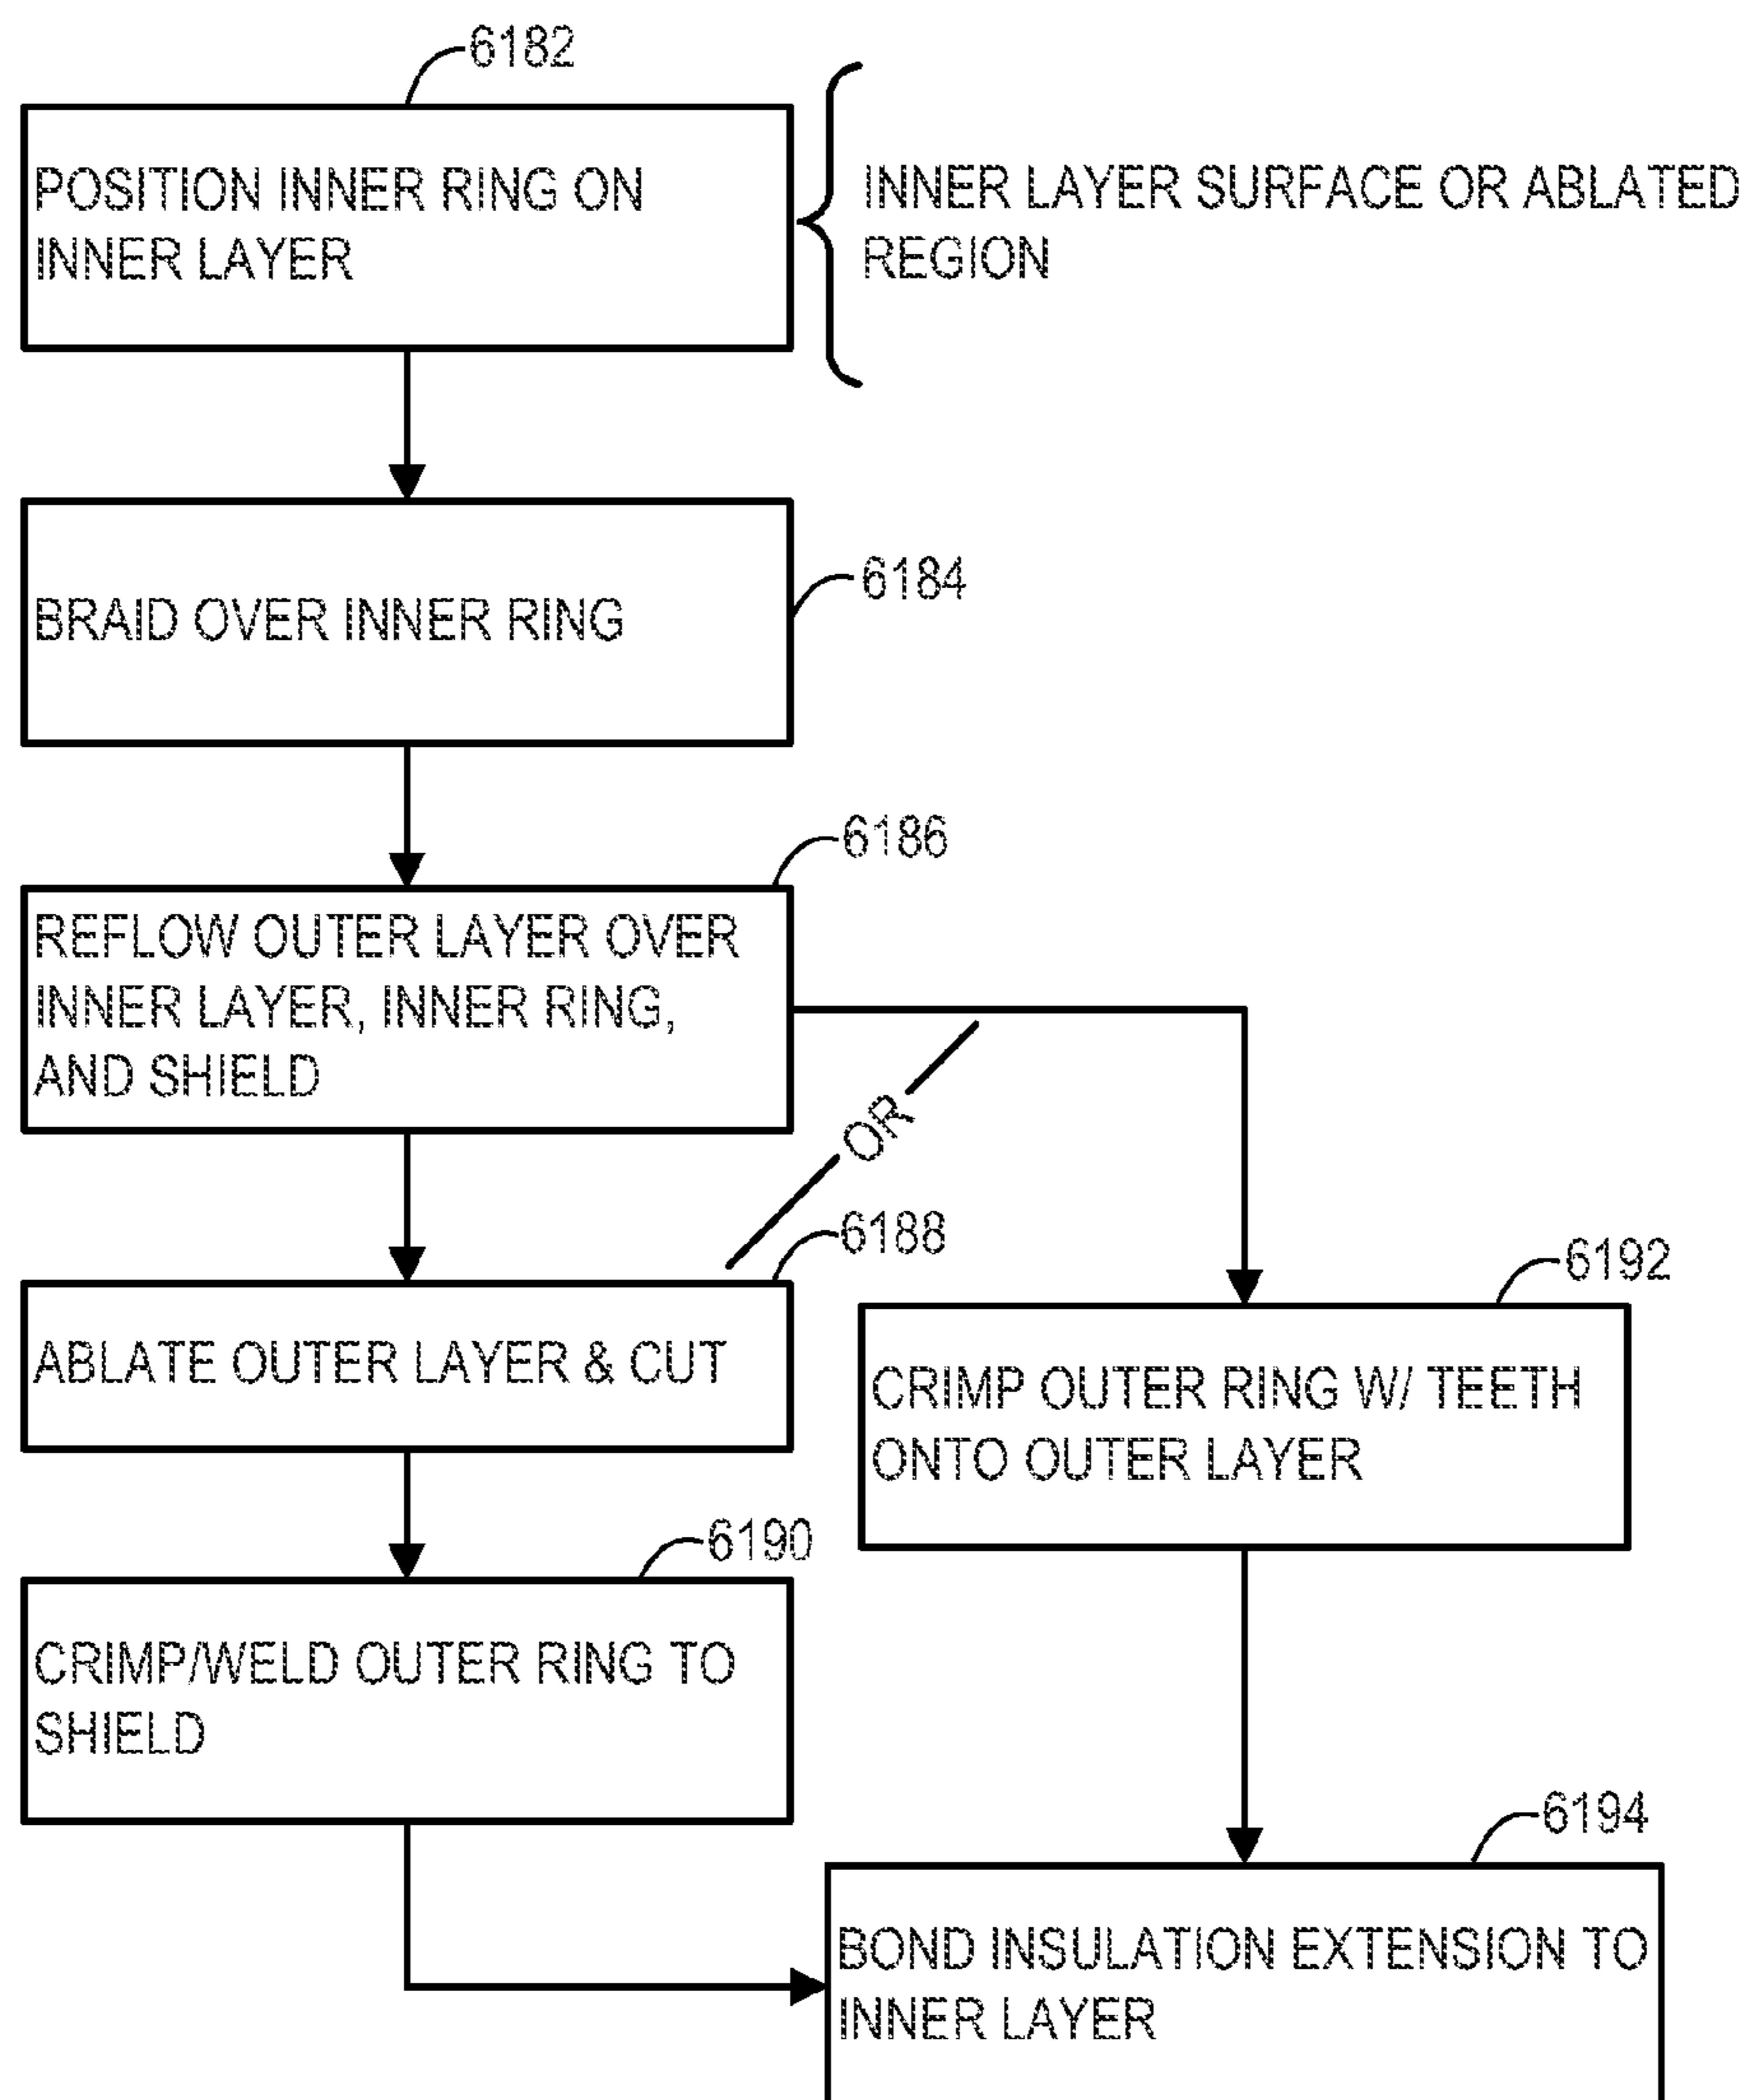 6182
POSITION INNER RING ON
INNER LAYER
INNER LAYER SURFACE OR ABLATED
REGION
BRAID OVER INNER RING
6184
6186
REFLOW OUTER LAYER OVER
INNER LAYER, INNER RING,
AND SHIELD
OR
6188
ABLATE OUTER LAYER & CUT
6192
CRIMP OUTER RING W/ TEETH
ONTO OUTER LAYER
6190
CRIMP/WELD OUTER RING TO
SHIELD
6194
BOND INSULATION EXTENSION TO
INNER LAYER